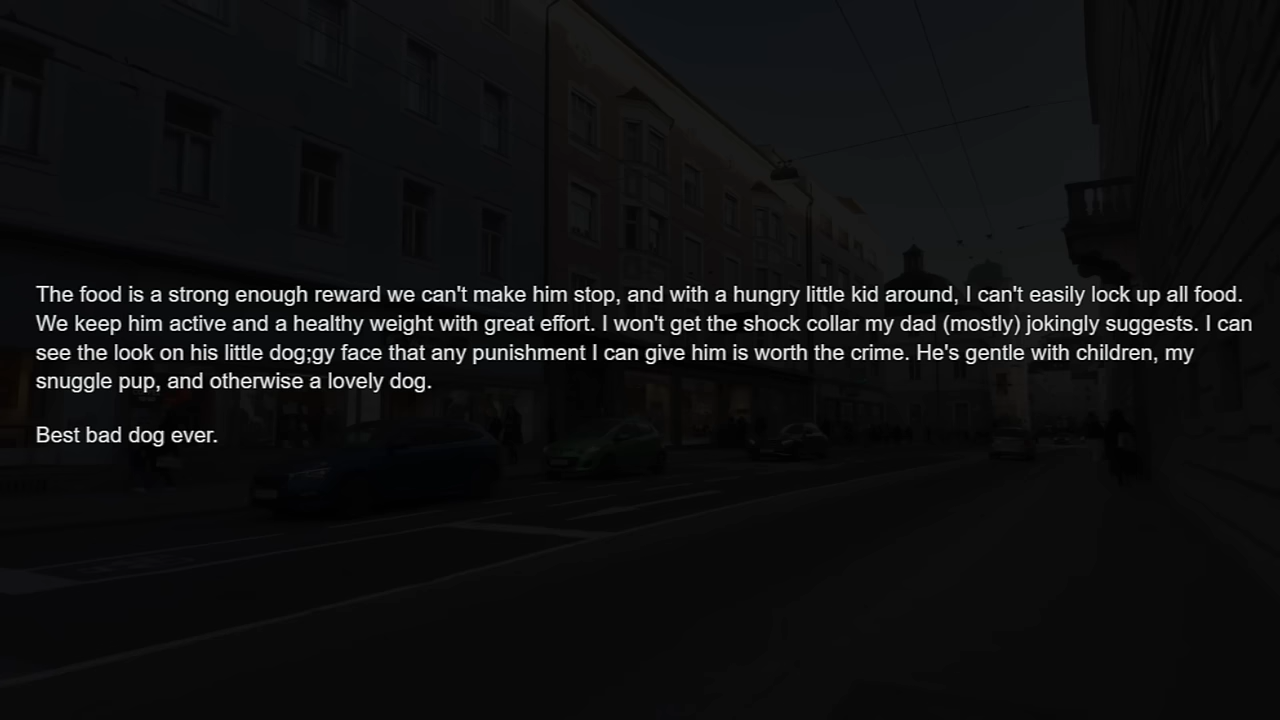 The food is a strong enough reward we can't make him stop, and with a hungry little kid around, I can't easily lock up all food.
We keep him active and a healthy weight with great effort. I won't get the shock collar my dad (mostly) jokingly suggests. I can
see the look on his little dog;gy face that any punishment I can give him is worth the crime. He's gentle with children, my
snuggle pup, and otherwise a lovely dog.
Best bad dog ever.